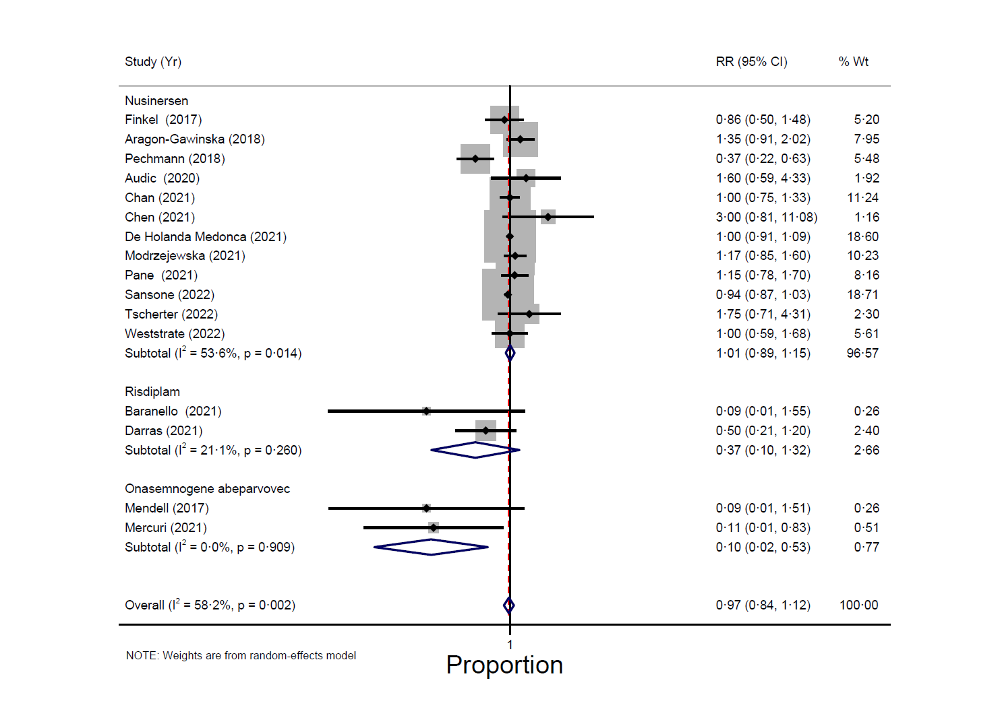 Study (Yr) RR (95% CI) % Wt
Nusinersen
Finkel (2017) 0·86 (0·50, 1·48) 5·20
Aragon-Gawinska (2018) 1·35 (0·91, 2·02) 7·95
Pechmann (2018) 0·37 (0·22, 0·63) 5·48
Audic (2020) 1·60 (0·59, 4·33) 1·92
Chan (2021) 1·00 (0·75, 1·33) 11·24
Chen (2021) 3·00 (0·81, 11·08) 1·16
De Holanda Medonca (2021) 1·00 (0·91, 1·09) 18·60
Modrzejewska (2021) 1·17 (0·85, 1·60) 10·23
Pane (2021) 1·15 (0·78, 1·70) 8·16
Sansone (2022) 0·94 (0·87, 1·03) 18·71
Tscherter (2022) 1·75 (0·71, 4·31) 2·30
Weststrate (2022) 1·00 (0·59, 1·68) 5·61
Subtotal (I² = 53·6%, p = 0·014) 1·01 (0·89, 1·15) 96·57
Risdiplam
Baranello (2021) 0·09 (0·01, 1·55) 0·26
Darras (2021) 0·50 (0·21, 1·20) 2·40
Subtotal (I² = 21·1%, p = 0·260) 0·37 (0·10, 1·32) 2·66
Onasemnogene abeparvovec
Mendell (2017) 0·09 (0·01, 1·51) 0·26
Mercuri (2021) 0·11 (0·01, 0·83) 0·51
Subtotal (I² = 0·0%, p = 0·909) 0·10 (0·02, 0·53) 0·77
Overall (I² = 58·2%, p = 0·002) 0·97 (0·84, 1·12) 100·00
1
NOTE: Weights are from random-effects model
Proportion